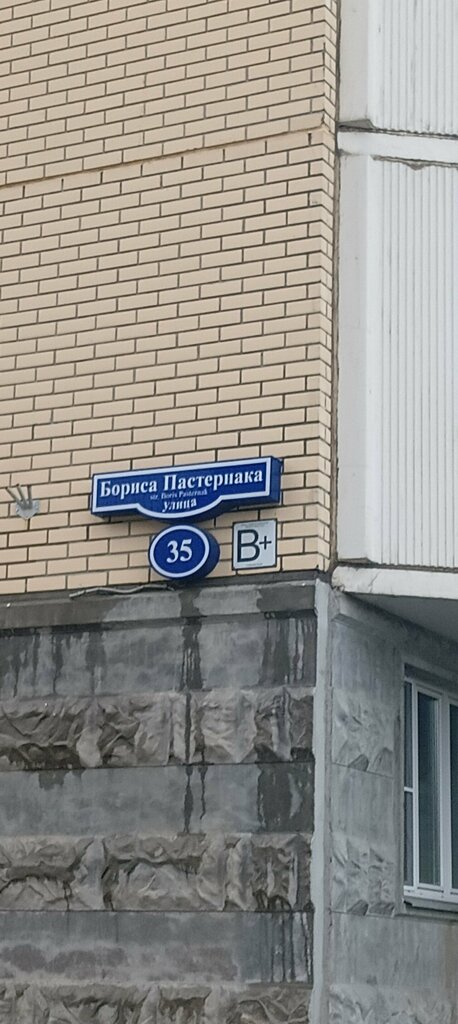 Бориса Пастернака
str. Boris Pasternak
улица
35
B+